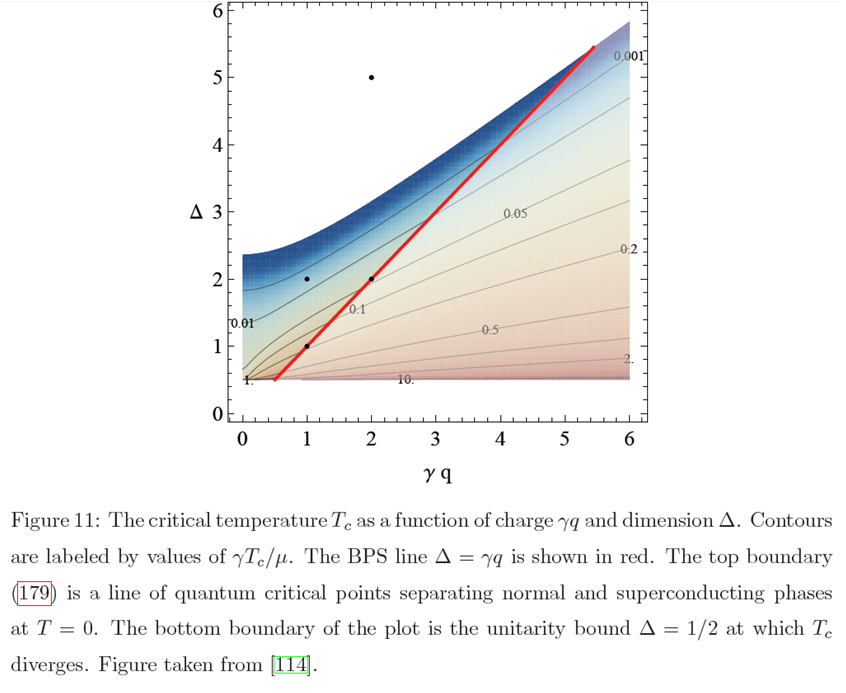 6
5
4
3
2
1
0
Δ
0.001
0.05
0.2
0.1
0.01
0.5
2.
1.
10.
0 1 2 3 4 5 6
γ q
Figure 11: The critical temperature Tc as a function of charge γq and dimension Δ. Contours
are labeled by values of γTc/μ. The BPS line Δ = γq is shown in red. The top boundary
(179) is a line of quantum critical points separating normal and superconducting phases
at T = 0. The bottom boundary of the plot is the unitarity bound Δ = 1/2 at which Tc
diverges. Figure taken from [114].